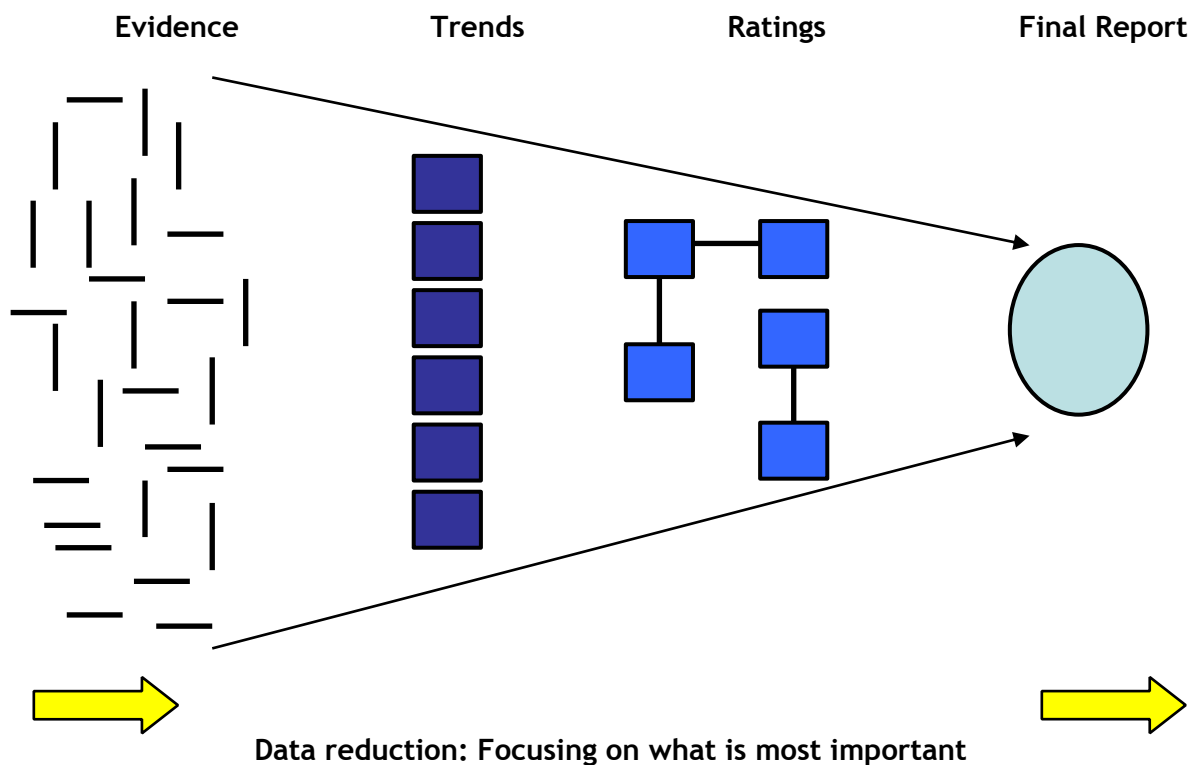 Evidence Trends Ratings Final Report
Data reduction: Focusing on what is most important